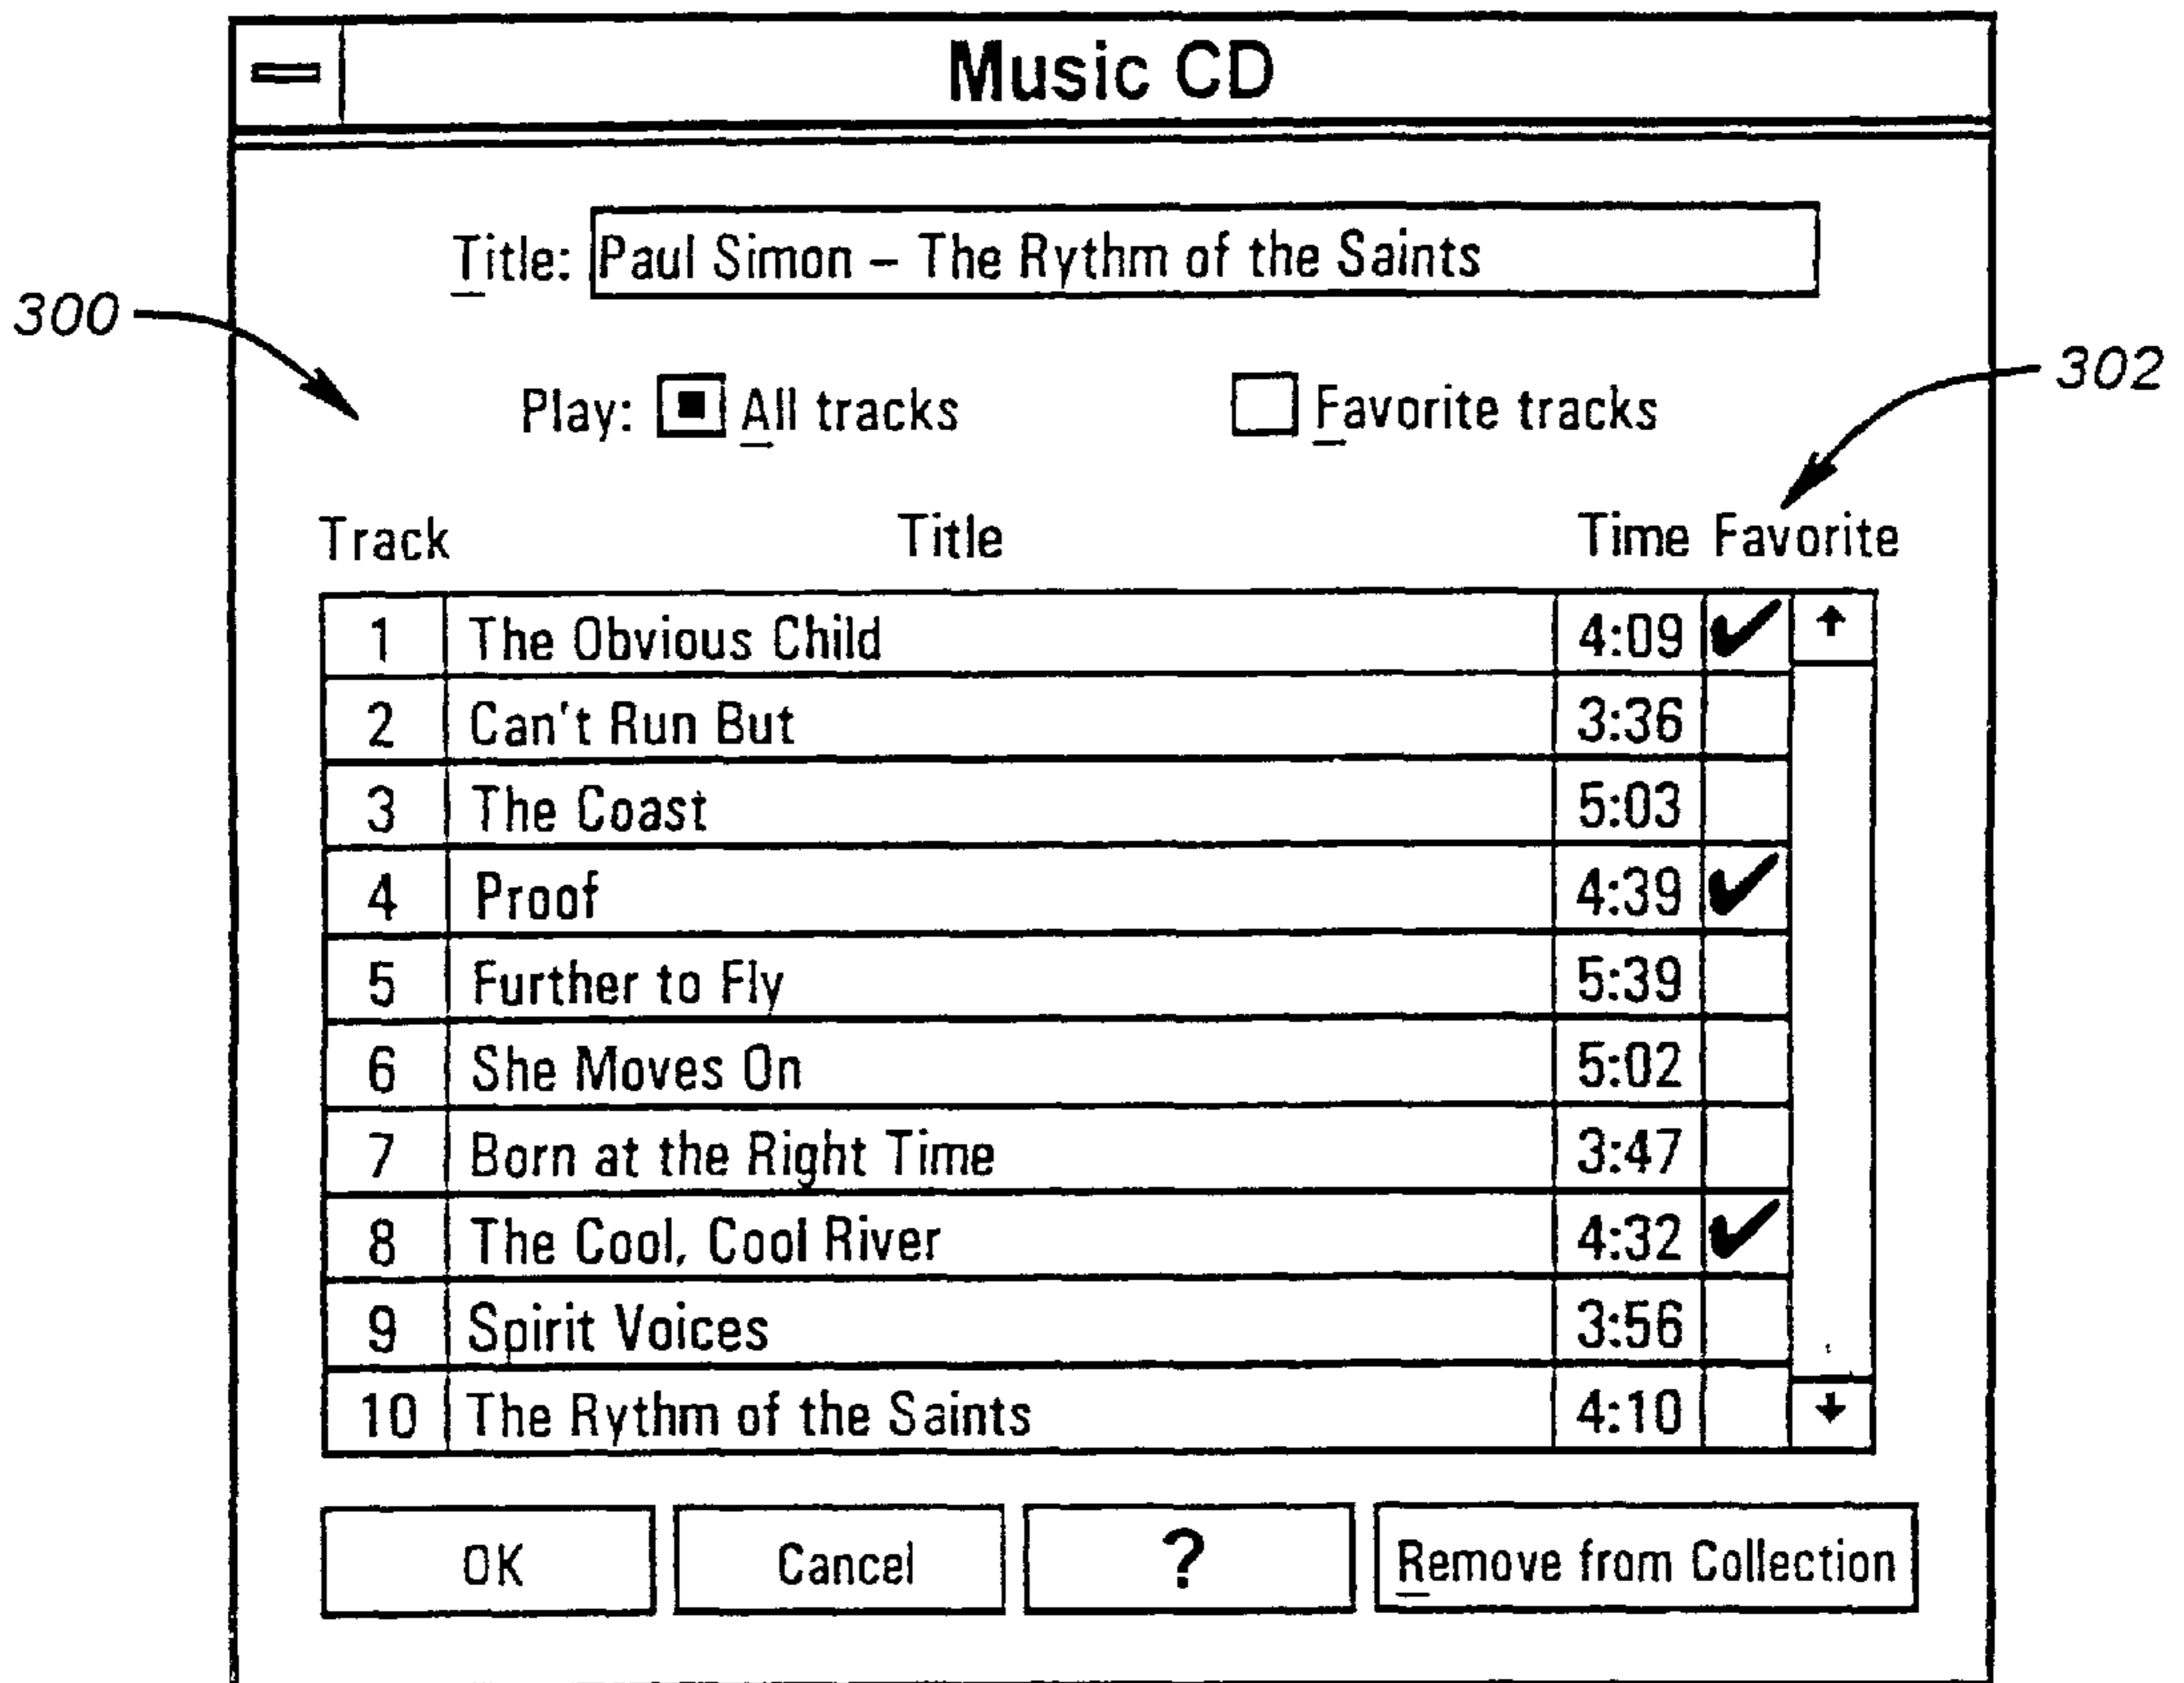 Music CD
Title: Paul Simon – The Rythm of the Saints
300
302
Play: All tracks Favorite tracks
Track Title Time Favorite
1 The Obvious Child 4:09
2 Can't Run But 3:36
3 The Coast 5:03
4 Proof 4:39
5 Further to Fly 5:39
6 She Moves On 5:02
7 Born at the Right Time 3:47
8 The Cool, Cool River 4:32
9 Spirit Voices 3:56
10 The Rythm of the Saints 4:10
OK Cancel ? Remove from Collection